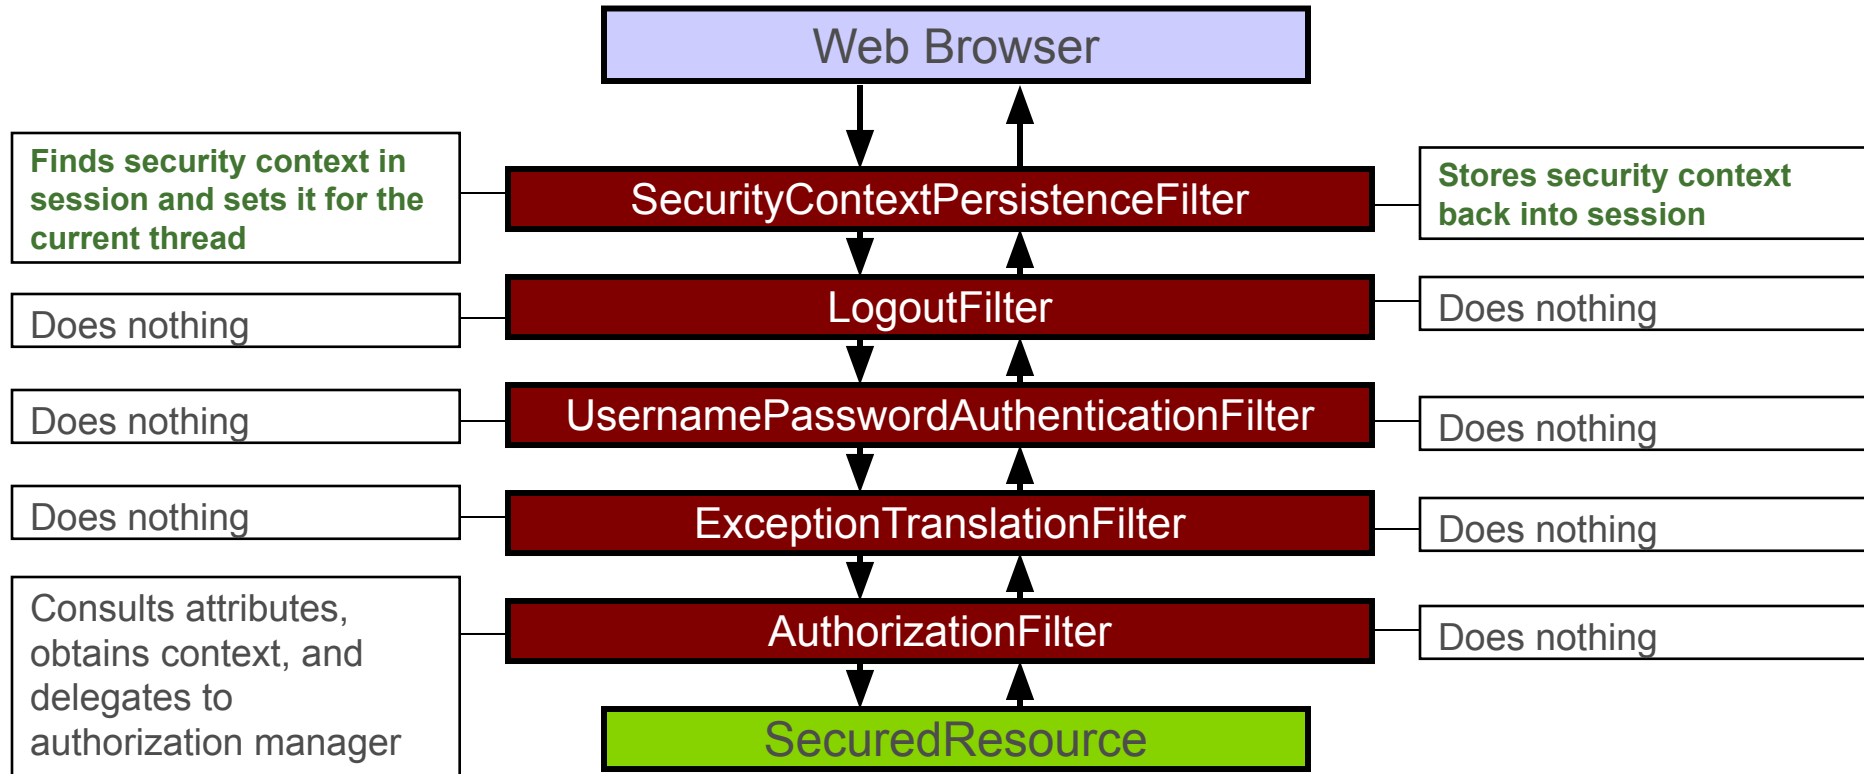 Web Browser
Finds security context in
session and sets it for the
current thread
SecurityContextPersistenceFilter
Stores security context
back into session
Does nothing
LogoutFilter
Does nothing
Does nothing
UsernamePasswordAuthenticationFilter
Does nothing
Does nothing
ExceptionTranslationFilter
Does nothing
Consults attributes,
obtains context, and
delegates to
authorization manager
AuthorizationFilter
Does nothing
SecuredResource